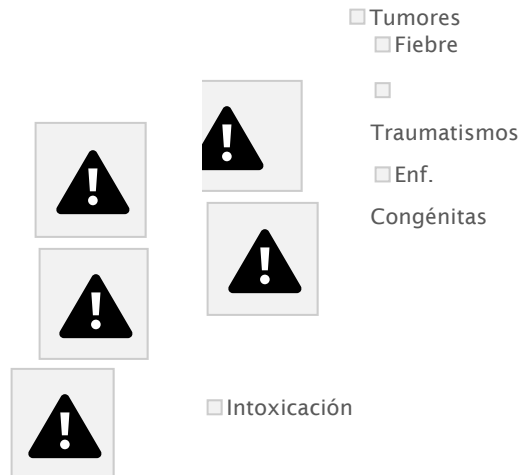 Tumores
Fiebre
Traumatismos
Enf.
Congénitas
Intoxicación